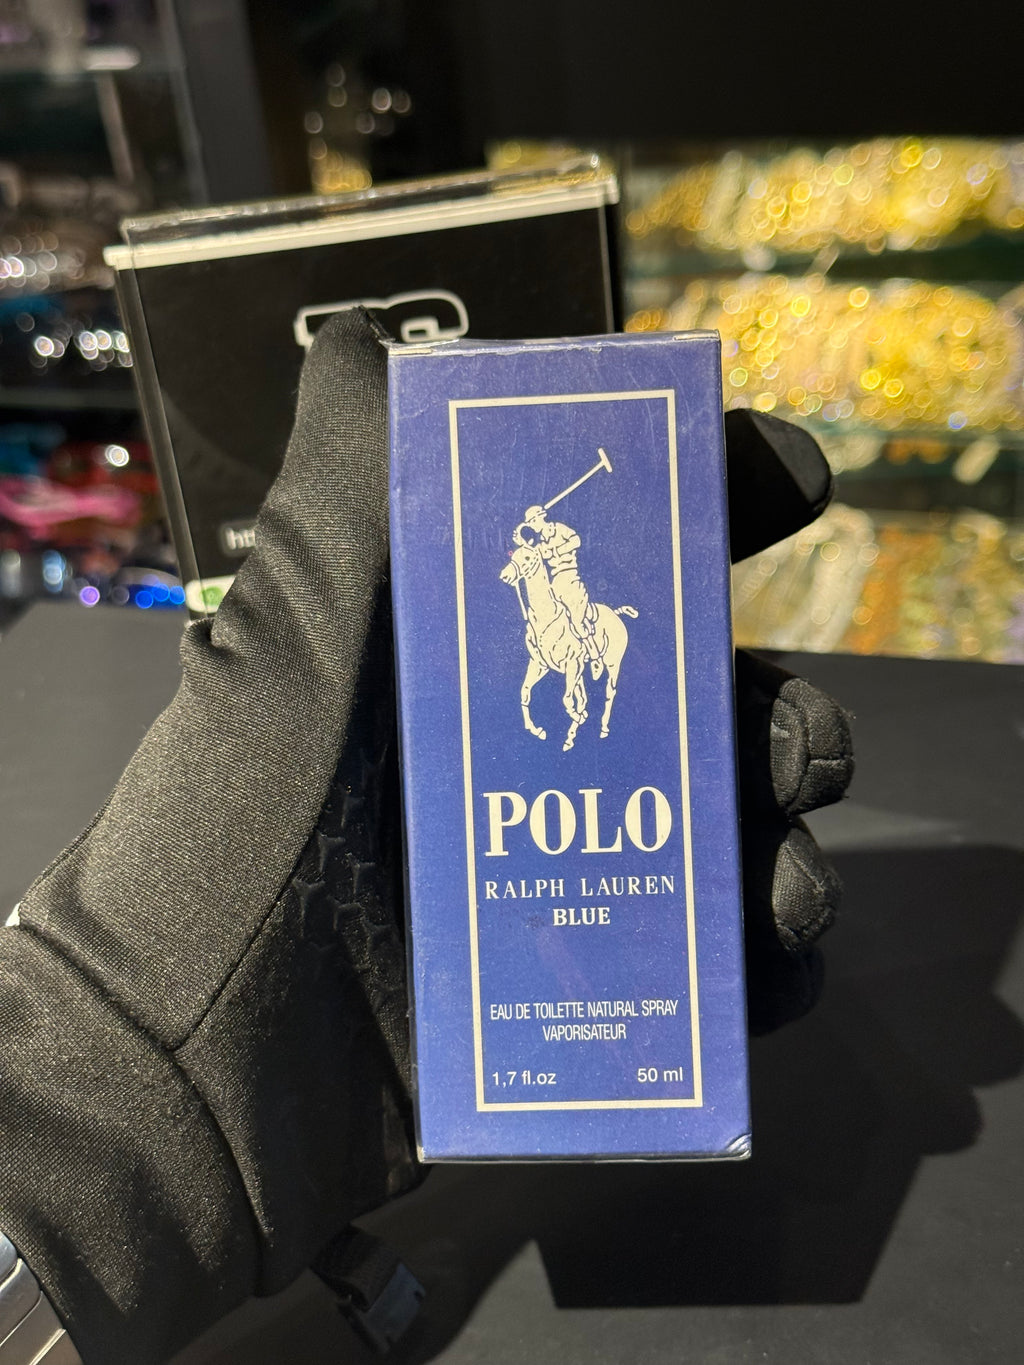 POLO
RALPH LAUREN
BLUE
EAU DE TOILETTE NATURAL SPRAY
VAPORISATEUR
1,7 fl.oz 50 ml